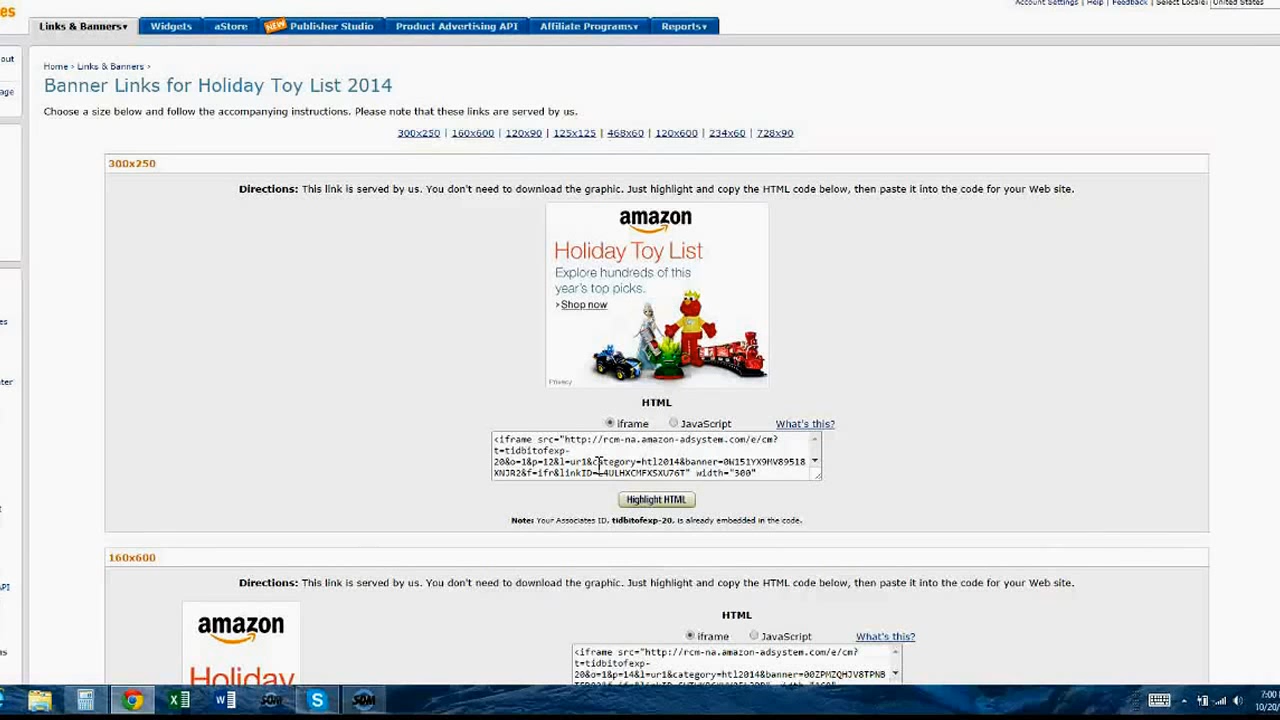 es
Account Settings | Help | Feedback | Select Locale: United States
Links & Banners▾ Widgets aStore NEW Publisher Studio Product Advertising API Affiliate Programs▾ Reports▾
out
Home › Links & Banners ›
age
Banner Links for Holiday Toy List 2014
Choose a size below and follow the accompanying instructions. Please note that these links are served by us.
300x250 | 160x600 | 120x90 | 125x125 | 468x60 | 120x600 | 234x60 | 728x90
300x250
Directions: This link is served by us. You don't need to download the graphic. Just highlight and copy the HTML code below, then paste it into the code for your Web site.
amazon
Holiday Toy List
Explore hundreds of this
year's top picks.
›Shop now
Privacy
HTML
iframe JavaScript What's this?
<iframe src="http://rcm-na.amazon-adsystem.com/e/cm?
t=tidbitofexp-
20&o=1&p=12&l=ur1&category=htl2014&banner=0W151YX9MV89518
width="300"
Highlight HTML
Note: Your Associates ID, tidbitofexp-20, is already embedded in the code.
160x600
Directions: This link is served by us. You don't need to download the graphic. Just highlight and copy the HTML code below, then paste it into the code for your Web site.
amazon
Holiday
HTML
iframe JavaScript What's this?
<iframe src="http://rcm-na.amazon-adsystem.com/e/cm?
t=tidbitofexp-
20&o=1&p=14&l=ur1&category=htl2014&banner=00ZPMZQHJV8TPNB
7:00
10/20/